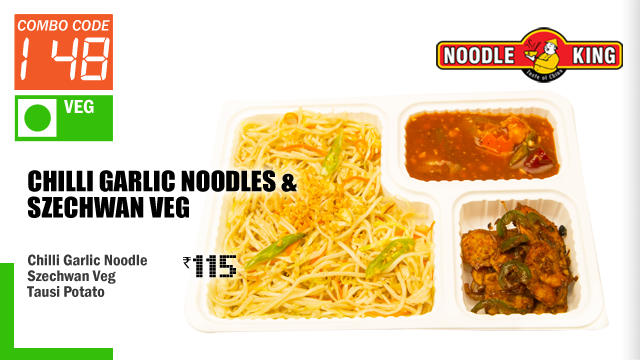 COMBO CODE
148
VEG
NOODLE KING
Taste of China
CHILLI GARLIC NOODLES &
SZECHWAN VEG
Chilli Garlic Noodle
Szechwan Veg
Tausi Potato
₹115